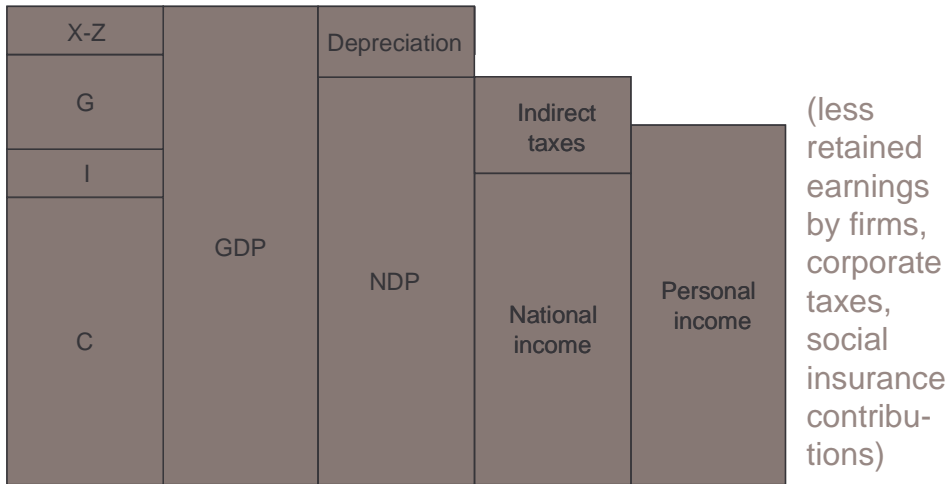 X-Z
G
I
C
GDP
Depreciation
NDP
Indirect
taxes
National
income
Personal
income
(less
retained
earnings
by firms,
corporate
taxes,
social
insurance
contribu-
tions)